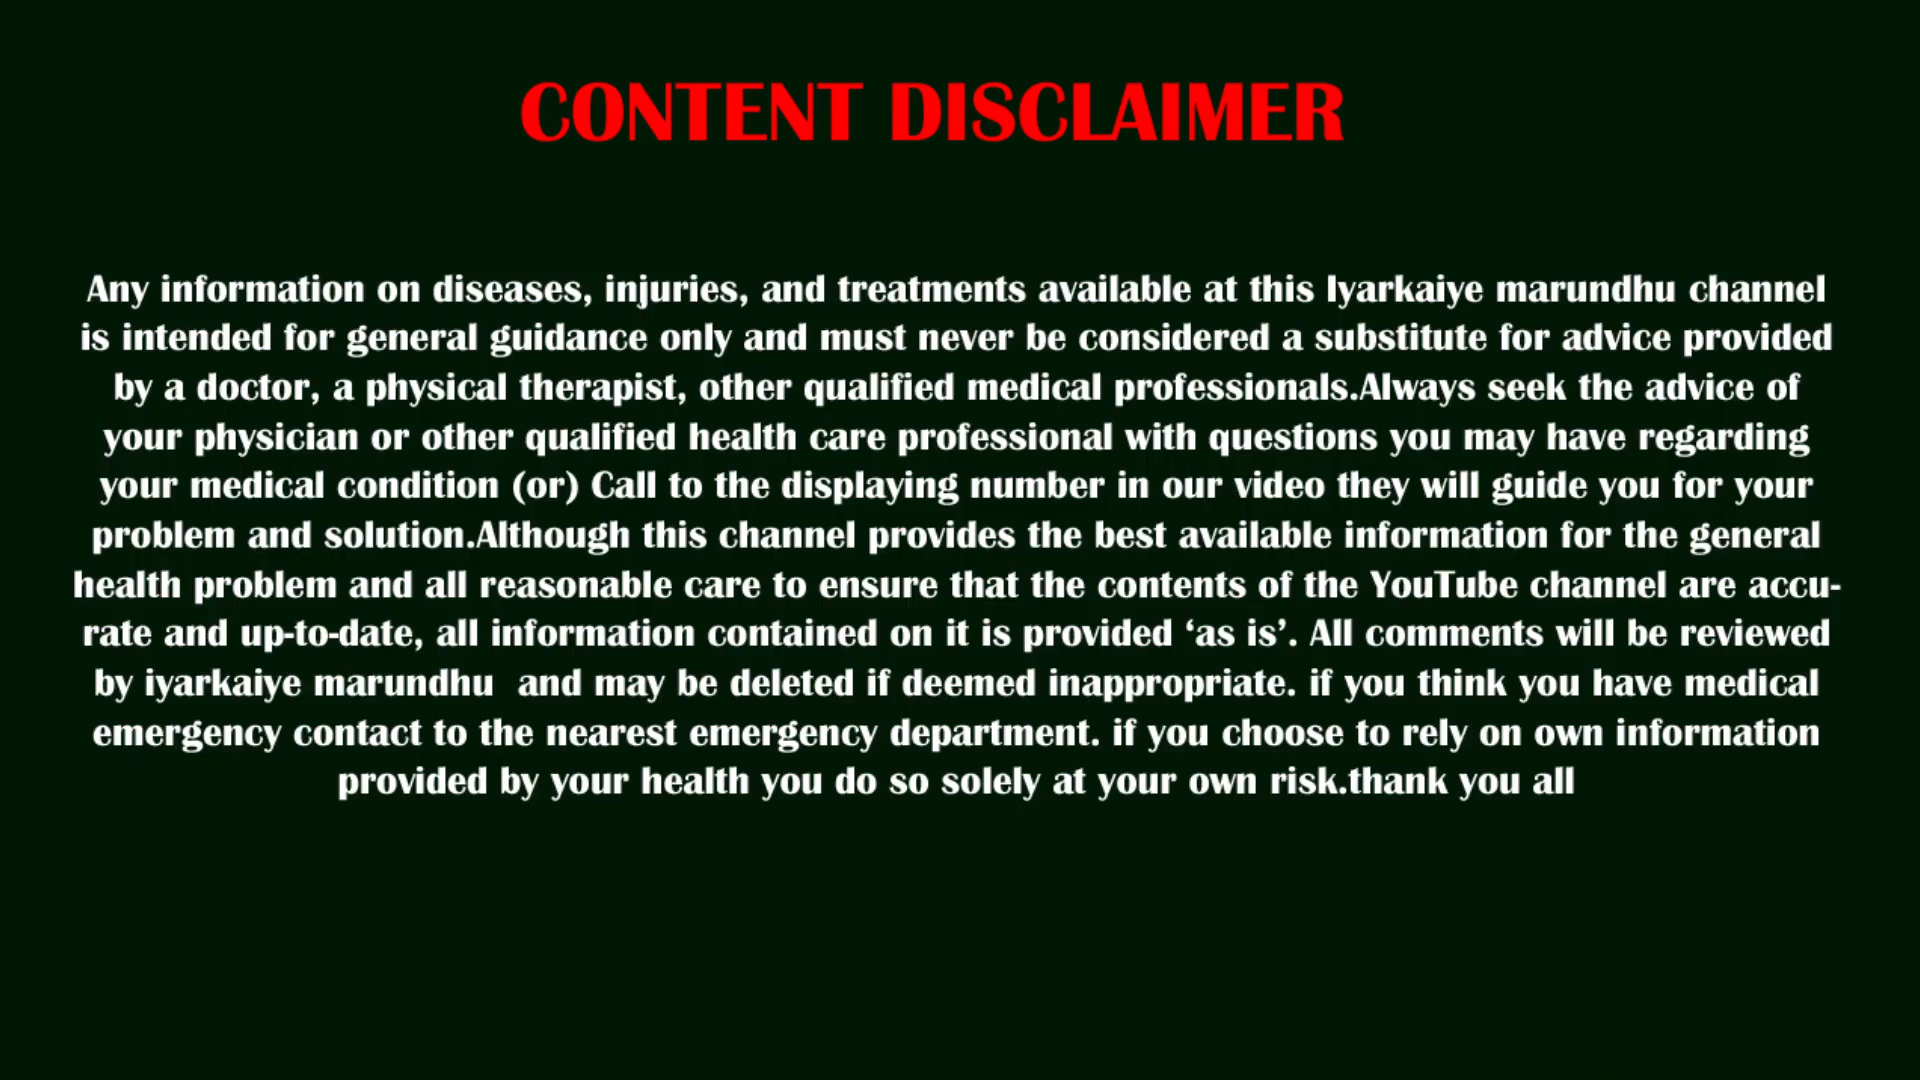 CONTENT DISCLAIMER
Any information on diseases, injuries, and treatments available at this Iyarkaiye marundhu channel
is intended for general guidance only and must never be considered a substitute for advice provided
by a doctor, a physical therapist, other qualified medical professionals.Always seek the advice of
your physician or other qualified health care professional with questions you may have regarding
your medical condition (or) Call to the displaying number in our video they will guide you for your
problem and solution.Although this channel provides the best available information for the general
health problem and all reasonable care to ensure that the contents of the YouTube channel are accu-
rate and up-to-date, all information contained on it is provided ‘as is’. All comments will be reviewed
by iyarkaiye marundhu  and may be deleted if deemed inappropriate. if you think you have medical
emergency contact to the nearest emergency department. if you choose to rely on own information
provided by your health you do so solely at your own risk.thank you all